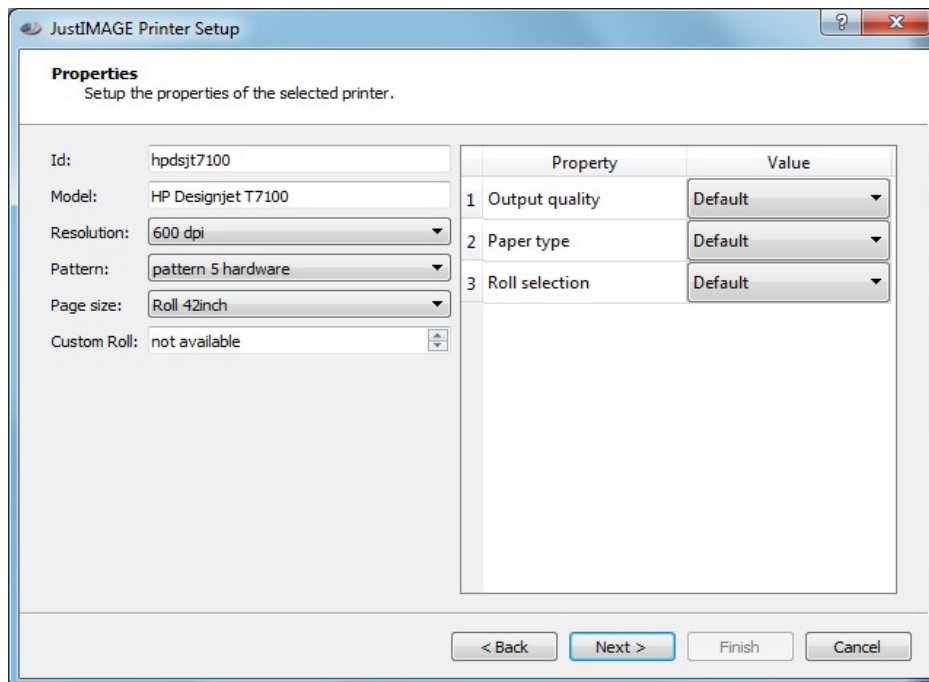 JustIMAGE Printer Setup
Properties
Setup the properties of the selected printer.
Id: hpdsjt7100
Model: HP Designjet T7100
Resolution: 600 dpi
Pattern: pattern 5 hardware
Page size: Roll 42inch
Custom Roll: not available
Property Value
1 Output quality Default
2 Paper type Default
3 Roll selection Default
< Back Next > Finish Cancel